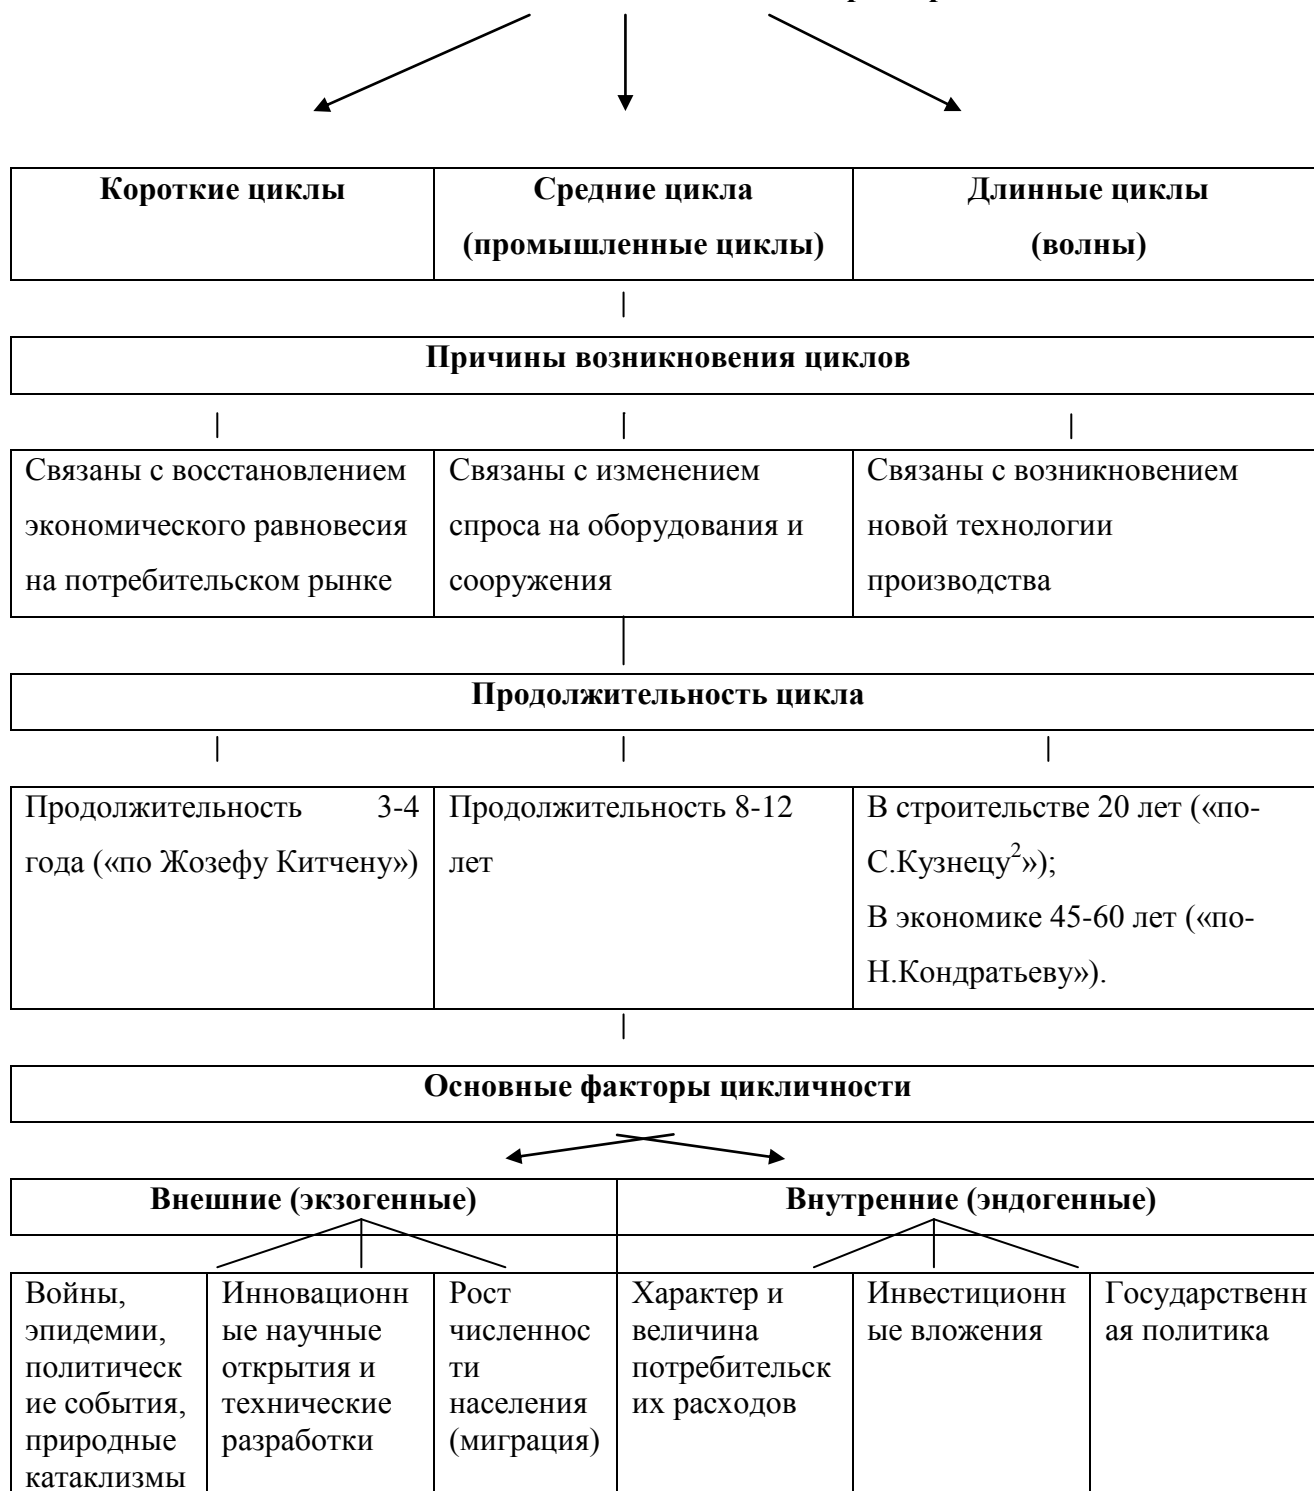 Короткие циклы
Средние цикла
(промышленные циклы)
Длинные циклы
(волны)
Причины возникновения циклов
Связаны с восстановлением
экономического равновесия
на потребительском рынке
Связаны с изменением
спроса на оборудования и
сооружения
Связаны с возникновением
новой технологии
производства
Продолжительность цикла
Продолжительность 3-4
года («по Жозефу Китчену»)
Продолжительность 8-12
лет
В строительстве 20 лет («по-
С.Кузнецу²»);
В экономике 45-60 лет («по-
Н.Кондратьеву»).
Основные факторы цикличности
Внешние (экзогенные)
Внутренние (эндогенные)
Войны,
эпидемии,
политическ
ие события,
природные
катаклизмы
Инновационн
ые научные
открытия и
технические
разработки
Рост
численнос
ти
населения
(миграция)
Характер и
величина
потребительск
их расходов
Инвестиционн
ые вложения
Государственн
ая политика